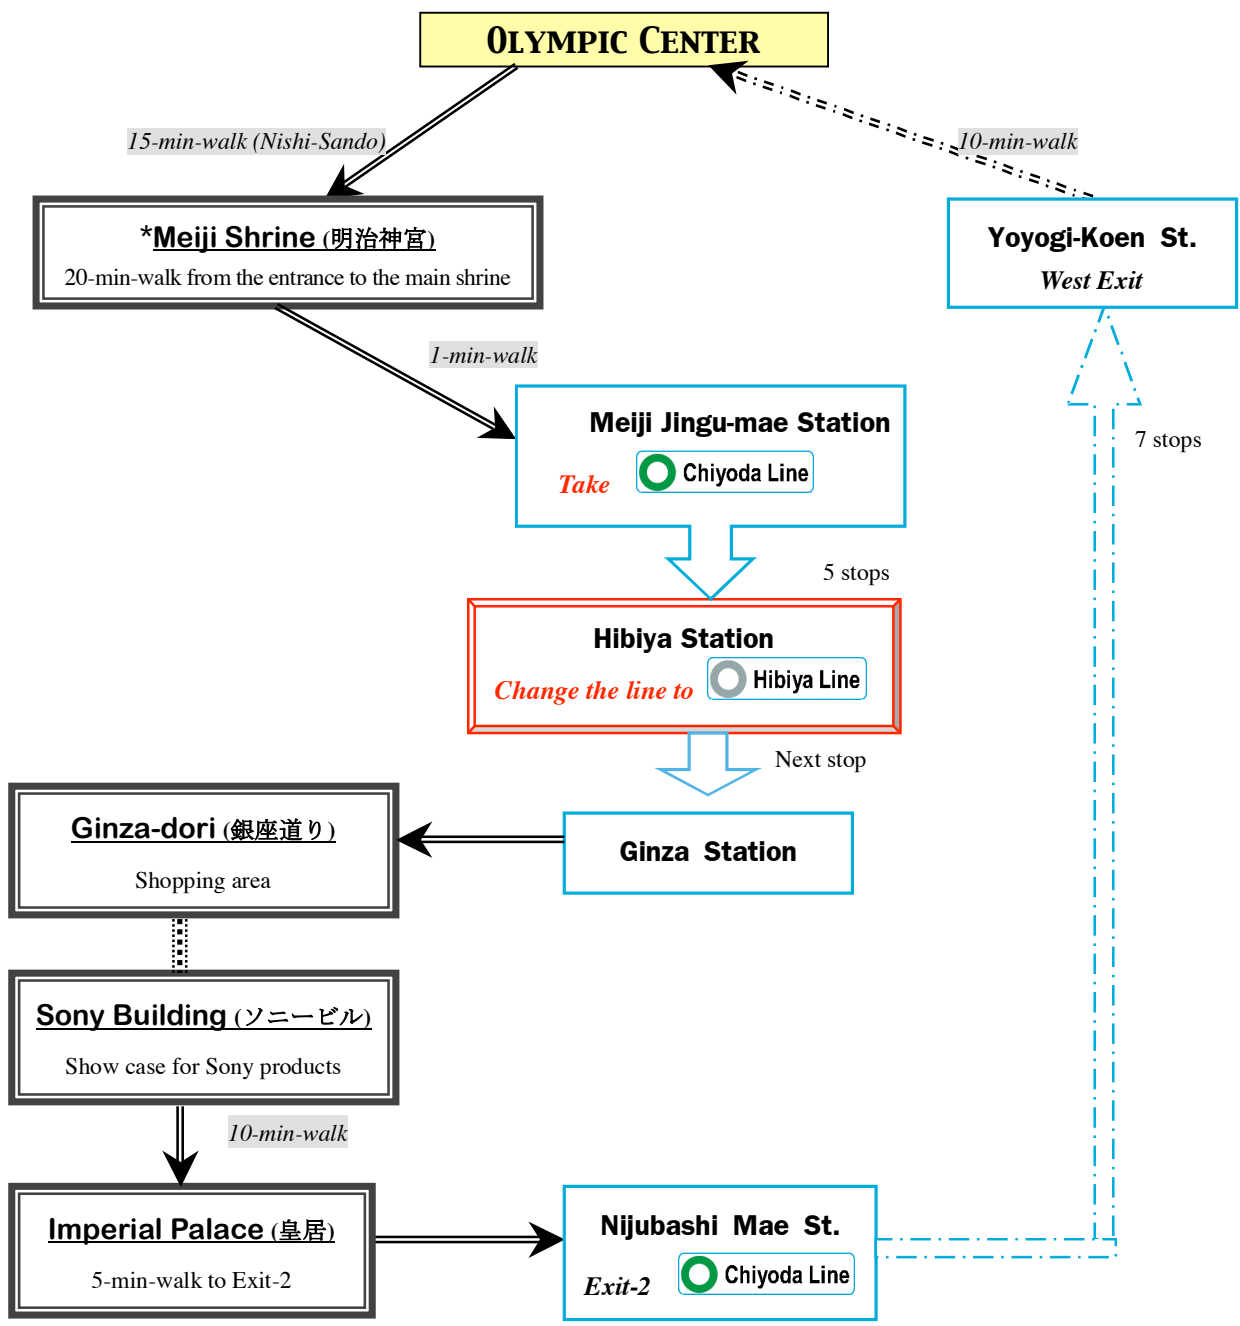 OLYMPIC CENTER
15-min-walk (Nishi-Sando)
10-min-walk
*Meiji Shrine (明治神宮)
20-min-walk from the entrance to the main shrine
Yoyogi-Koen St.
West Exit
1-min-walk
Meiji Jingu-mae Station
Take Chiyoda Line
7 stops
5 stops
Hibiya Station
Change the line to Hibiya Line
Next stop
Ginza-dori (銀座道り)
Shopping area
Ginza Station
Sony Building (ソニービル)
Show case for Sony products
10-min-walk
Imperial Palace (皇居)
5-min-walk to Exit-2
Nijubashi Mae St.
Exit-2 Chiyoda Line